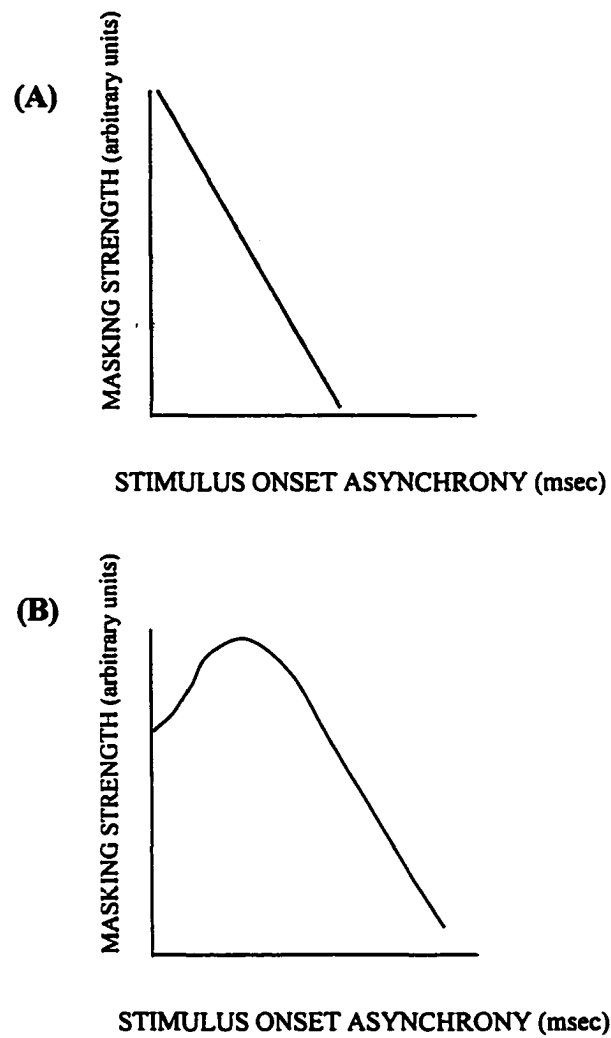 (A)
MASKING STRENGTH (arbitrary units)
STIMULUS ONSET ASYNCHRONY (msec)
(B)
MASKING STRENGTH (arbitrary units)
STIMULUS ONSET ASYNCHRONY (msec)